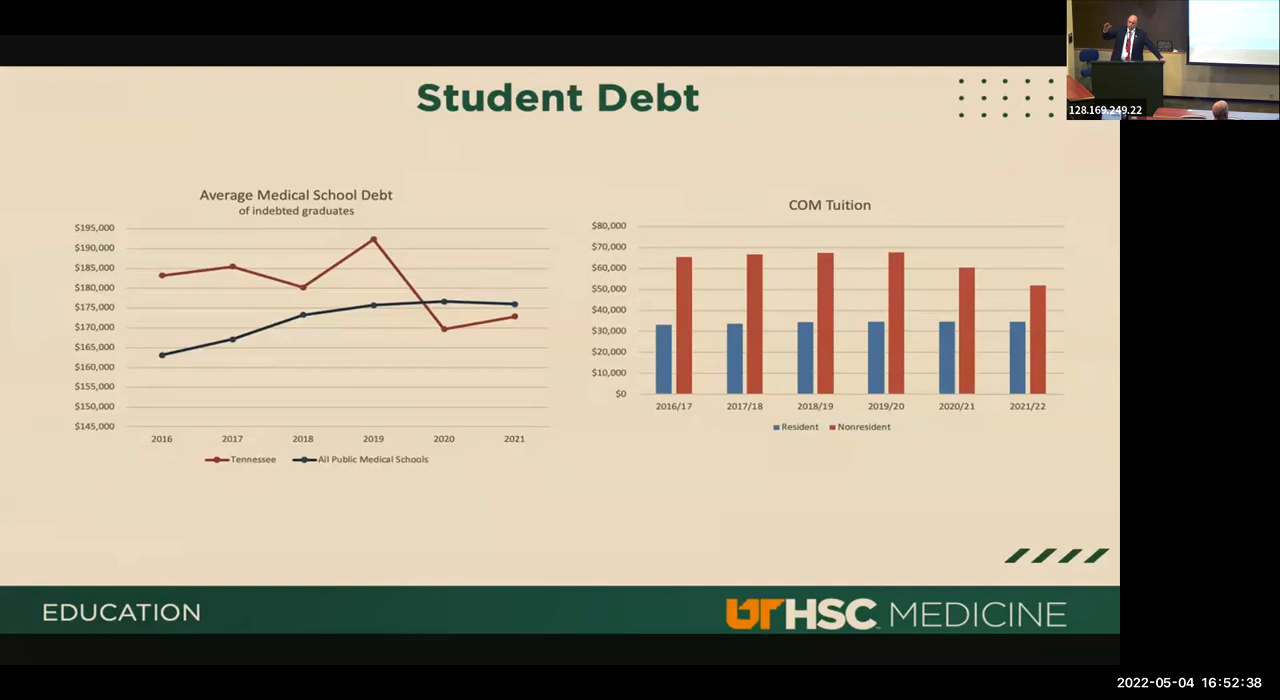 Student Debt
128.169.249.22
Average Medical School Debt
of indebted graduates
$195,000
$190,000
$185,000
$180,000
$175,000
$170,000
$165,000
$160,000
$155,000
$150,000
$145,000
2016 2017 2018 2019 2020 2021
Tennessee All Public Medical Schools
COM Tuition
$80,000
$70,000
$60,000
$50,000
$40,000
$30,000
$20,000
$10,000
$0
2016/17 2017/18 2018/19 2019/20 2020/21 2021/22
Resident Nonresident
EDUCATION
UTHSC MEDICINE
2022-05-04 16:52:38